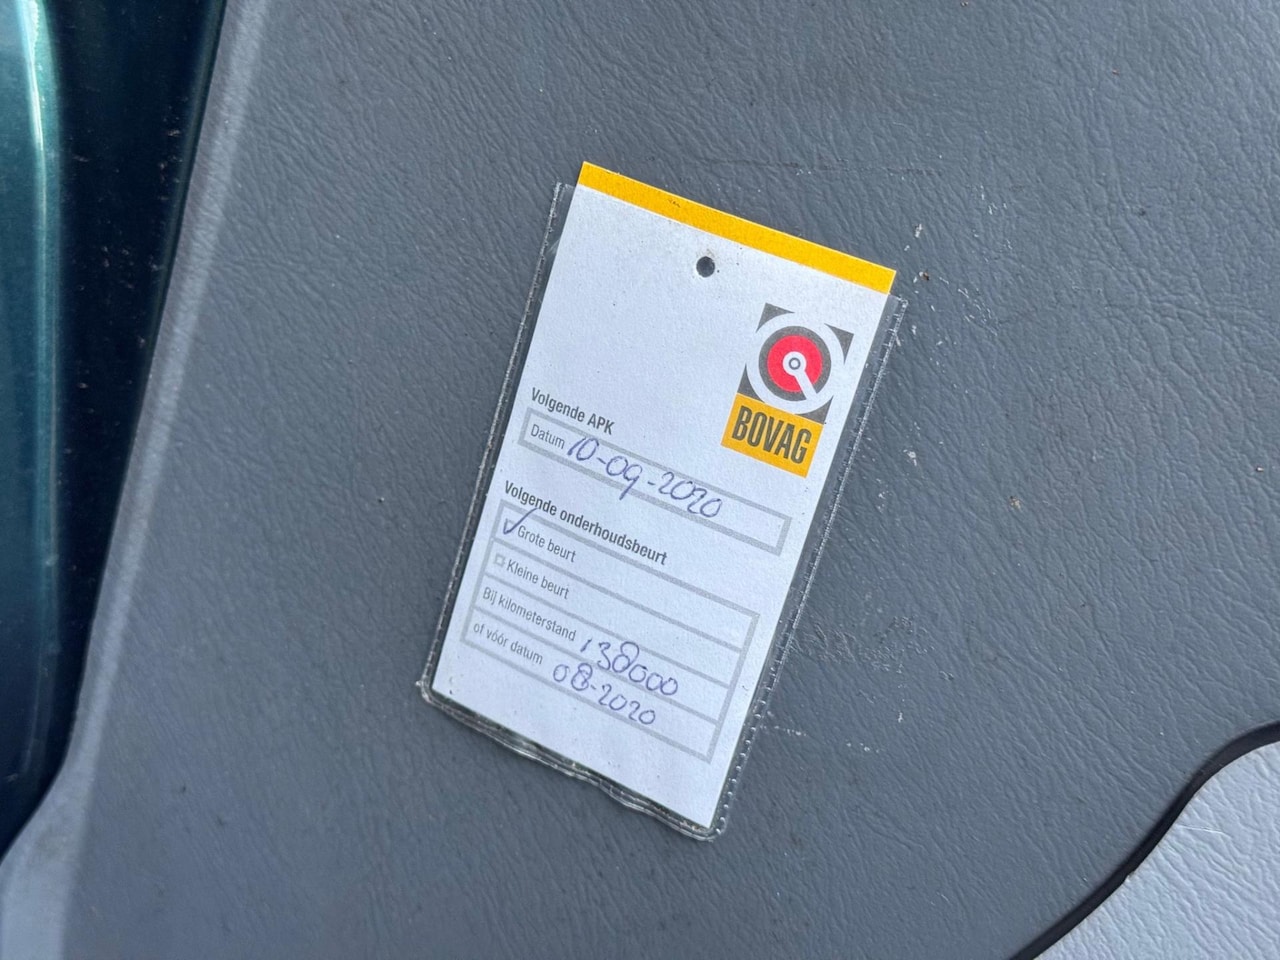 BOVAG
Volgende APK
Datum 10-09-2020
Volgende onderhoudsbeurt
Grote beurt
Kleine beurt
Bij kilometerstand 138000
of vóór datum 08-2020